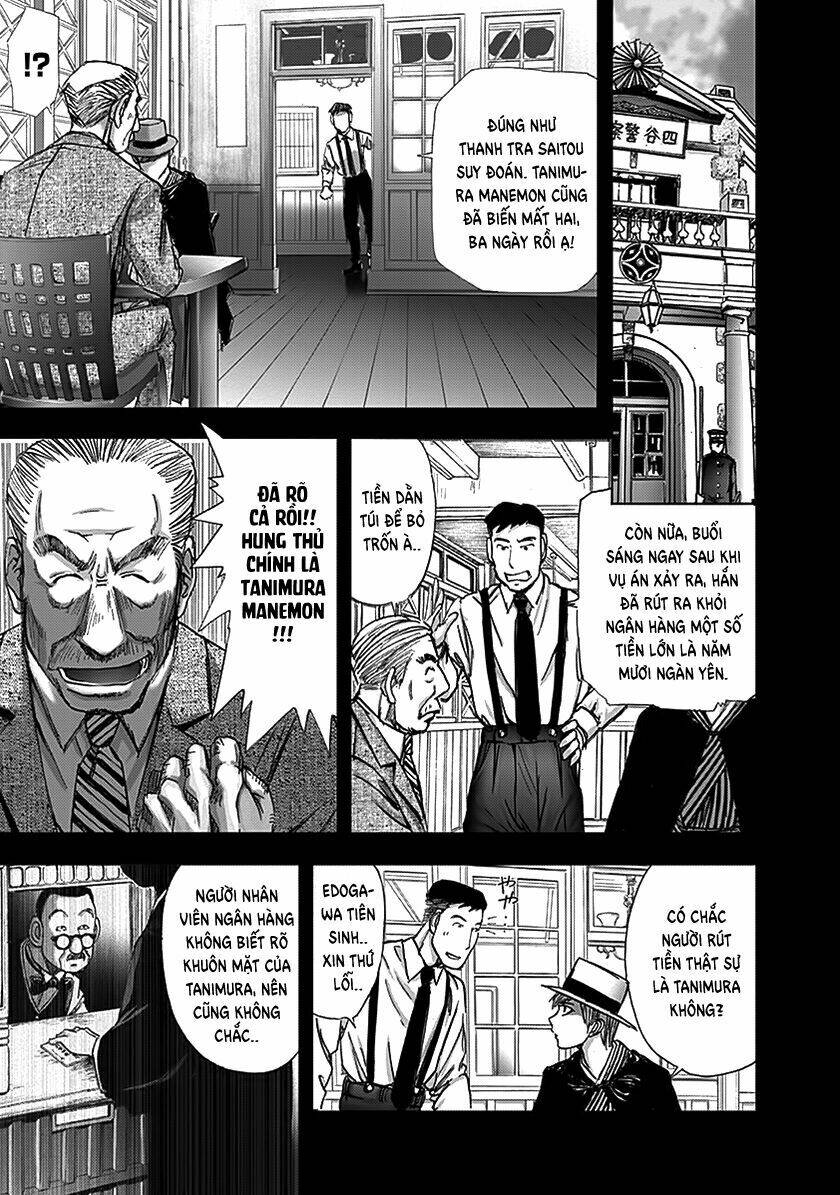 四谷警察
ĐÚNG NHƯ
THANH TRA SAITOU
SUY ĐOÁN. TANIMU-
RA MANEMON CŨNG
ĐÃ BIẾN MẤT HAI,
BA NGÀY RỒI Ạ!
!?
CÒN NỮA, BUỔI
SÁNG NGAY SAU KHI
VỤ ÁN XẢY RA, HẮN
ĐÃ RÚT RA KHỎI
NGÂN HÀNG MỘT SỐ
TIỀN LỚN LÀ NĂM
MƯƠI NGÀN YÊN.
TIỀN DẰN
TÚI ĐỂ BỎ
TRỐN À..
ĐÃ RÕ
CẢ RỒI!!
HUNG THỦ
CHÍNH LÀ
TANIMURA
MANEMON
!!!
CÓ CHẮC
NGƯỜI RÚT
TIỀN THẬT SỰ
LÀ TANIMURA
KHÔNG?
やや
EDOGA-
WA TIÊN
SINH..
XIN THỨ
LỖI..
NGƯỜI NHÂN
VIÊN NGÂN HÀNG
KHÔNG BIẾT RÕ
KHUÔN MẶT CỦA
TANIMURA, NÊN
CŨNG KHÔNG
CHẮC..